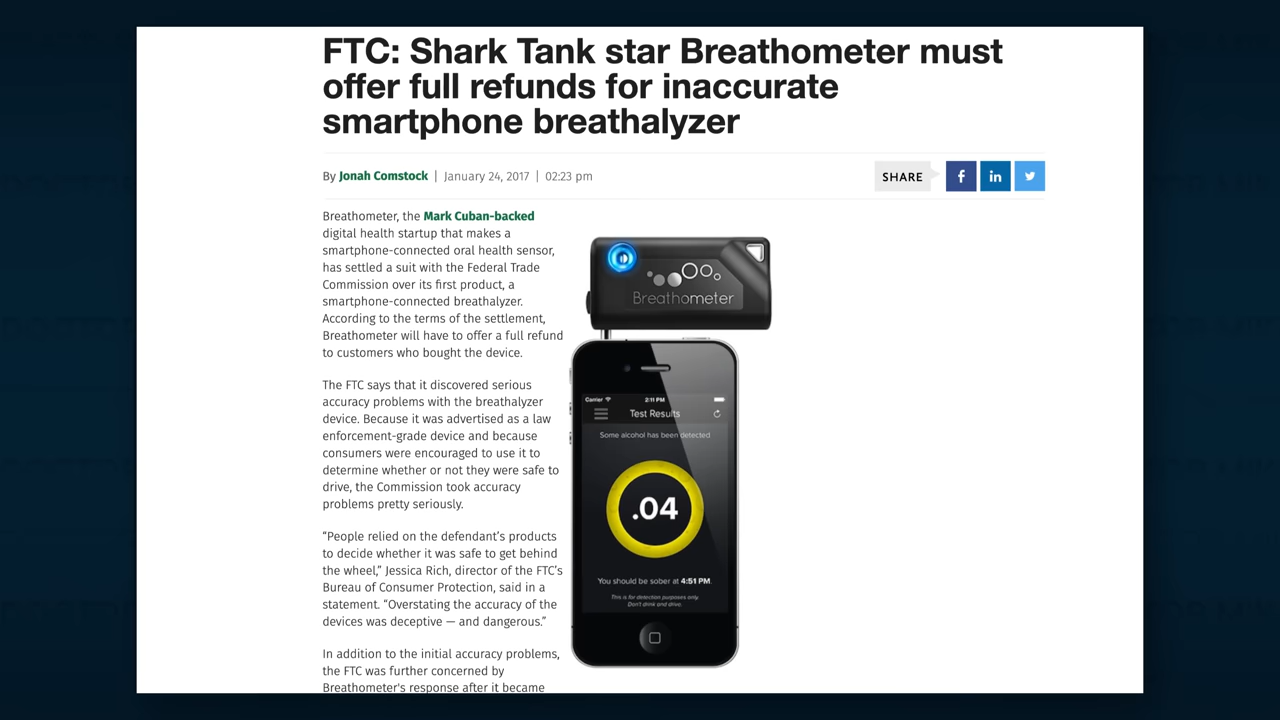 FTC: Shark Tank star Breathometer must
offer full refunds for inaccurate
smartphone breathalyzer
By Jonah Comstock | January 24, 2017 | 02:23 pm
SHARE
f
in
Breathometer, the Mark Cuban-backed
digital health startup that makes a
smartphone-connected oral health sensor,
has settled a suit with the Federal Trade
Commission over its first product, a
smartphone-connected breathalyzer.
According to the terms of the settlement,
Breathometer will have to offer a full refund
to customers who bought the device.
The FTC says that it discovered serious
accuracy problems with the breathalyzer
device. Because it was advertised as a law
enforcement-grade device and because
consumers were encouraged to use it to
determine whether or not they were safe to
drive, the Commission took accuracy
problems pretty seriously.
“People relied on the defendant’s products
to decide whether it was safe to get behind
the wheel,” Jessica Rich, director of the FTC’s
Bureau of Consumer Protection, said in a
statement. “Overstating the accuracy of the
devices was deceptive — and dangerous.”
In addition to the initial accuracy problems,
the FTC was further concerned by
Breathometer's response after it became
Breathometer
Carrier 2:11 PM
Test Results
Some alcohol has been detected
.04
You should be sober at 4:51 PM.
This is for detection purposes only.
Don't drink and drive.